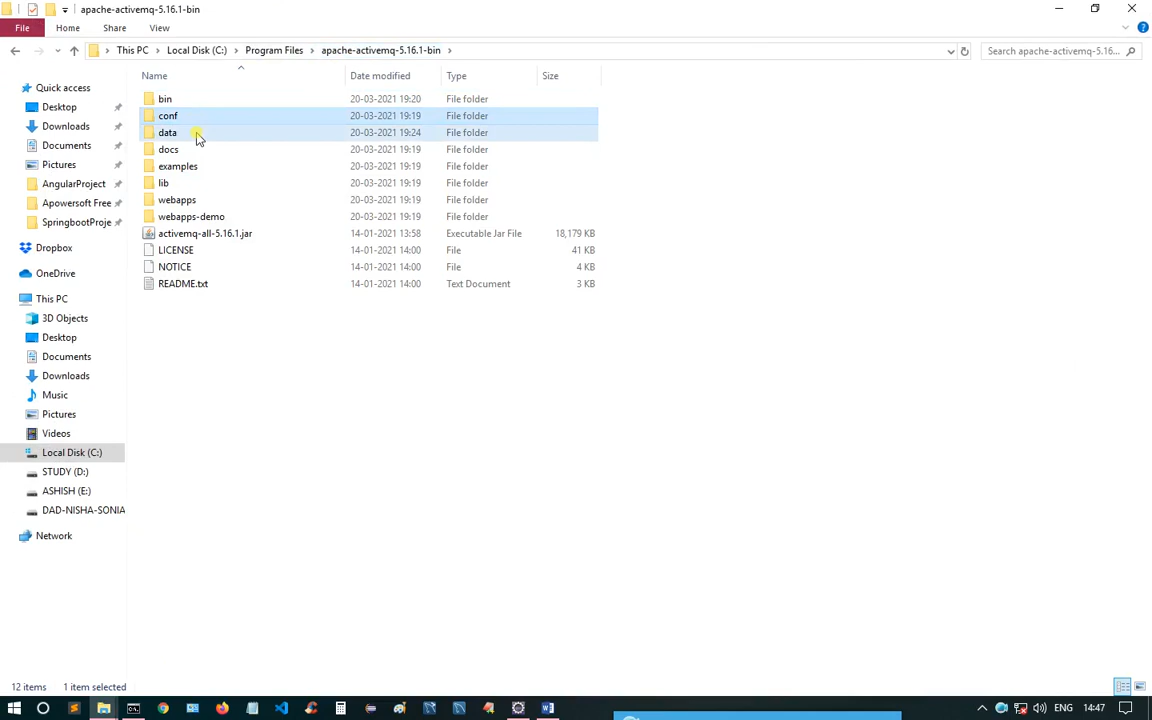 apache-activemq-5.16.1-bin
File Home Share View
This PC Local Disk (C:) Program Files apache-activemq-5.16.1-bin Search apache-activemq-5.16...
Name Date modified Type Size
Quick access
Desktop
Downloads
Documents
Pictures
AngularProject
Apowersoft Free
SpringbootProje
Dropbox
OneDrive
This PC
3D Objects
Desktop
Documents
Downloads
Music
Pictures
Videos
Local Disk (C:)
STUDY (D:)
ASHISH (E:)
DAD-NISHA-SONIA
Network
bin 20-03-2021 19:20 File folder
conf 20-03-2021 19:19 File folder
data 20-03-2021 19:24 File folder
docs 20-03-2021 19:19 File folder
examples 20-03-2021 19:19 File folder
lib 20-03-2021 19:19 File folder
webapps 20-03-2021 19:19 File folder
webapps-demo 20-03-2021 19:19 File folder
activemq-all-5.16.1.jar 14-01-2021 13:58 Executable Jar File 18,179 KB
LICENSE 14-01-2021 14:00 File 41 KB
NOTICE 14-01-2021 14:00 File 4 KB
README.txt 14-01-2021 14:00 Text Document 3 KB
12 items 1 item selected
ENG 14:47